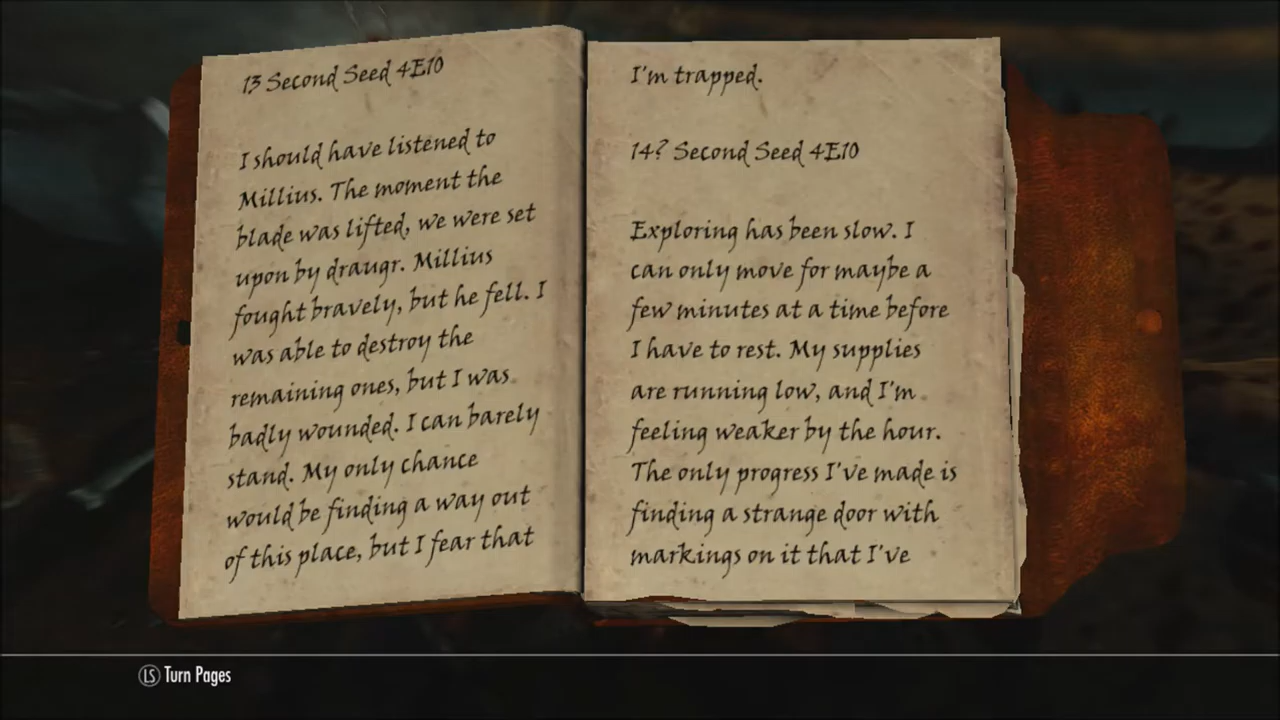 13 Second Seed 4E10
I should have listened to
Millius. The moment the
blade was lifted, we were set
upon by draugr. Millius
fought bravely, but he fell. I
was able to destroy the
remaining ones, but I was
badly wounded. I can barely
stand. My only chance
would be finding a way out
of this place, but I fear that
I'm trapped.
14? Second Seed 4E10
Exploring has been slow. I
can only move for maybe a
few minutes at a time before
I have to rest. My supplies
are running low, and I'm
feeling weaker by the hour.
The only progress I've made is
finding a strange door with
markings on it that I've
LS Turn Pages